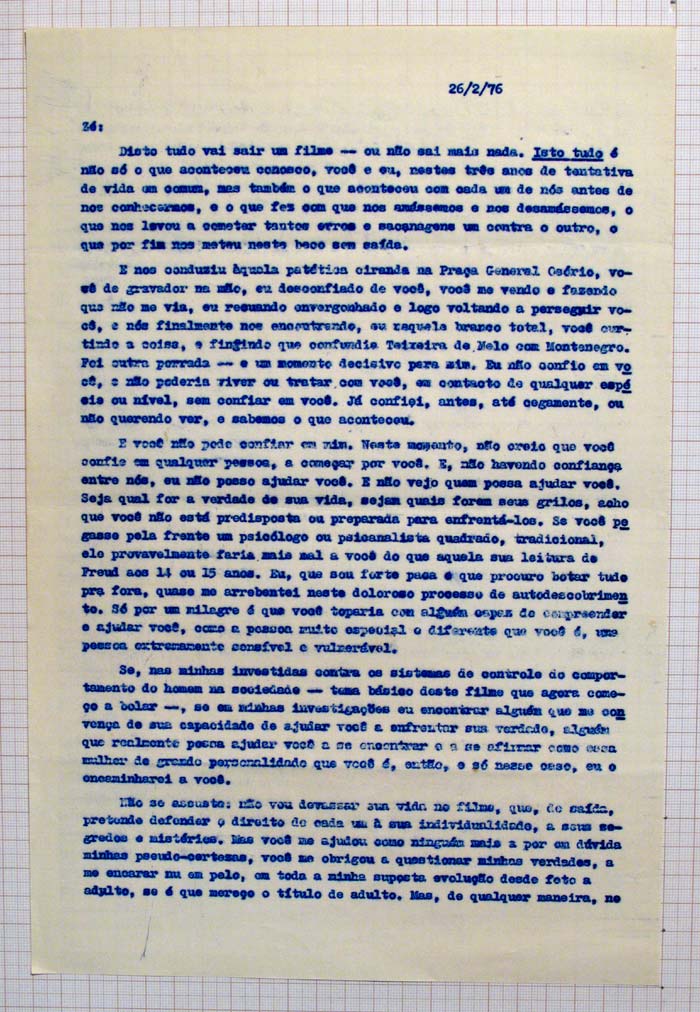 26/2/76
Zé:
Disto tudo vai sair um filme -- ou não sai mais nada. Isto tudo é
não só o que aconteceu conosco, você e eu, nestes três anos de tentativa
de vida em comum, mas também o que aconteceu com cada um de nós antes de
nos conhecermos, e o que fez com que nos amássemos e nos desamássemos, o
que nos levou a cometer tantos erros e sacanagens um contra o outro, o
que por fim nos meteu neste beco sem saída.
E nos conduziu àquela patética ciranda na Praça General Osório, vo-
cê de gravador na mão, eu desconfiado de você, você me vendo e fazendo
que não me via, eu recuando envergonhado e logo voltando a perseguir vo-
cê, e nós finalmente nos encontrando, eu naquele branco total, você cur-
tindo a coisa, e fingindo que confundia Teixeira de Melo com Montenegro.
Foi outra porrada -- e um momento decisivo para mim. Eu não confio em vo
cê, e não poderia viver ou tratar com você, em contacto de qualquer espé
cie ou nível, sem confiar em você. Já confiei, antes, até cegamente, ou
não querendo ver, e sabemos o que aconteceu.
E você não pode confiar em mim. Neste momento, não creio que você
confie em qualquer pessoa, a começar por você. E, não havendo confiança
entre nós, eu não posso ajudar você. E não vejo quem possa ajudar você.
Seja qual for a verdade de sua vida, sejam quais forem seus grilos, acho
que você não está predisposta ou preparada para enfrentá-los. Se você pe
gasse pela frente um psicólogo ou psicanalista quadrado, tradicional,
ele provavelmente faria mais mal a você do que aquela sua leitura de
Freud aos 14 ou 15 anos. Eu, que sou forte paca e que procuro botar tudo
pra fora, quase me arrebentei neste doloroso processo de autodescobrimen
to. Só por um milagre é que você toparia com alguém capaz de compreender
e ajudar você, como a pessoa muito especial e diferente que você é, uma
pessoa extremamente sensível e vulnerável.
Se, nas minhas investidas contra os sistemas de controle do compor-
tamento do homem na sociedade -- tema básico deste filme que agora come-
ço a bolar --, se em minhas investigações eu encontrar alguém que me con
vença de sua capacidade de ajudar você a enfrentar sua verdade, alguém
que realmente possa ajudar você a se encontrar e a se afirmar como essa
mulher de grande personalidade que você é, então, e só nesse caso, eu o
encaminharei a você.
Não se assuste: não vou devassar sua vida no filme, que, de saída,
pretende defender o direito de cada um à sua individualidade, a seus se-
gredos e mistérios. Mas você me ajudou como ninguém mais a por em dúvida
minhas pseudo-certezas, você me obrigou a questionar minhas verdades, a
me encarar nu em pelo, em toda a minha suposta evolução desde feto a
adulto, se é que mereço o título de adulto. Mas, de qualquer maneira, no